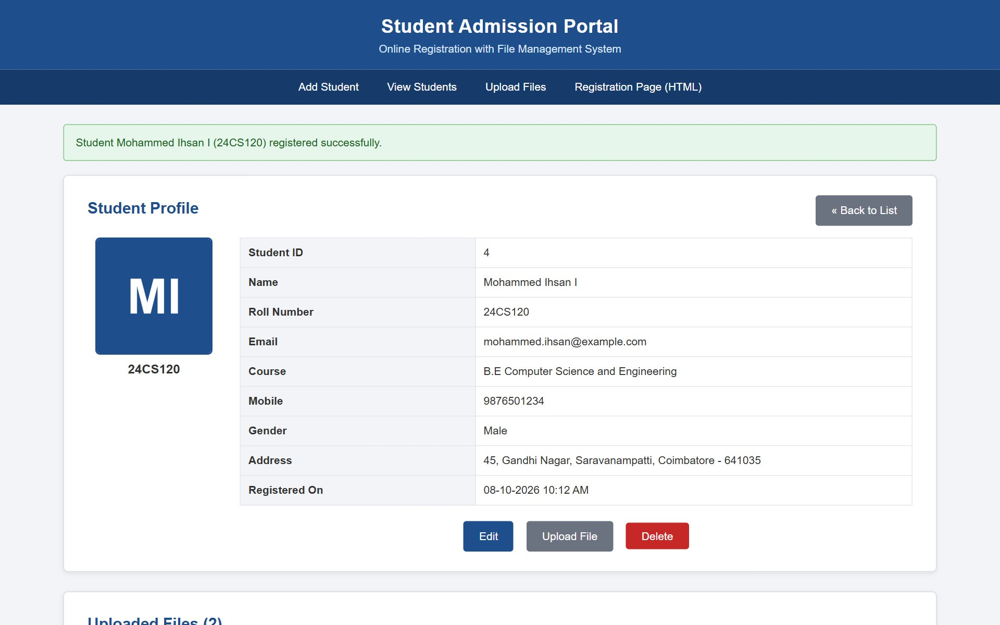 Student Admission Portal
Online Registration with File Management System
Add Student View Students Upload Files Registration Page (HTML)
Student Mohammed Ihsan I (24CS120) registered successfully.
Student Profile
« Back to List
MI
24CS120
Student ID 4
Name Mohammed Ihsan I
Roll Number 24CS120
Email mohammed.ihsan@example.com
Course B.E Computer Science and Engineering
Mobile 9876501234
Gender Male
Address 45, Gandhi Nagar, Saravanampatti, Coimbatore - 641035
Registered On 08-10-2026 10:12 AM
Edit Upload File Delete
Uploaded Files (2)